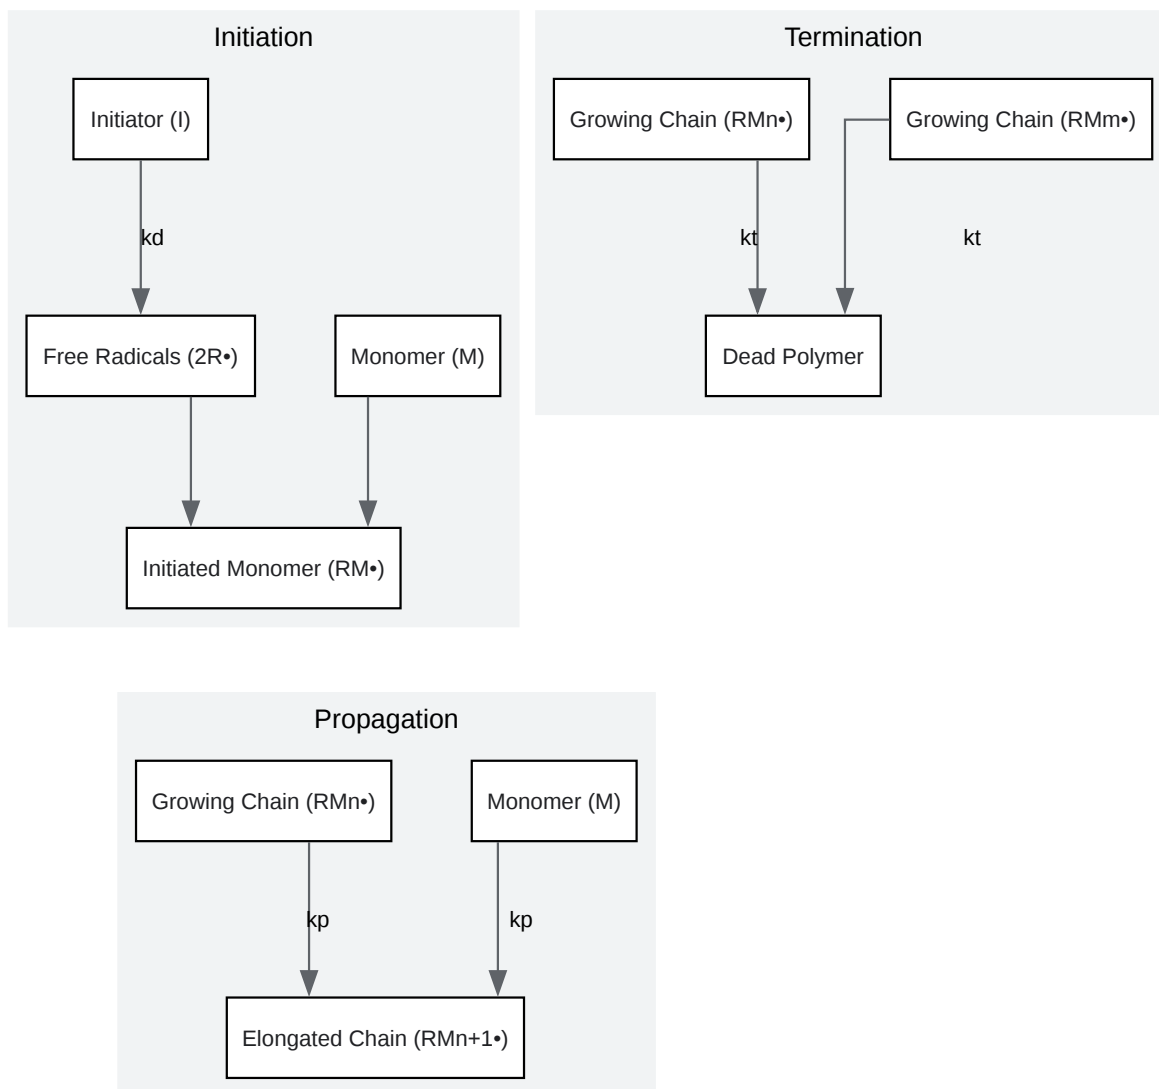 Initiation
Initiator (I)
kd
Free Radicals (2R•)
Monomer (M)
Initiated Monomer (RM•)
Termination
Growing Chain (RMn•)
Growing Chain (RMm•)
kt
kt
Dead Polymer
Propagation
Growing Chain (RMn•)
Monomer (M)
kp
kp
Elongated Chain (RMn+1•)